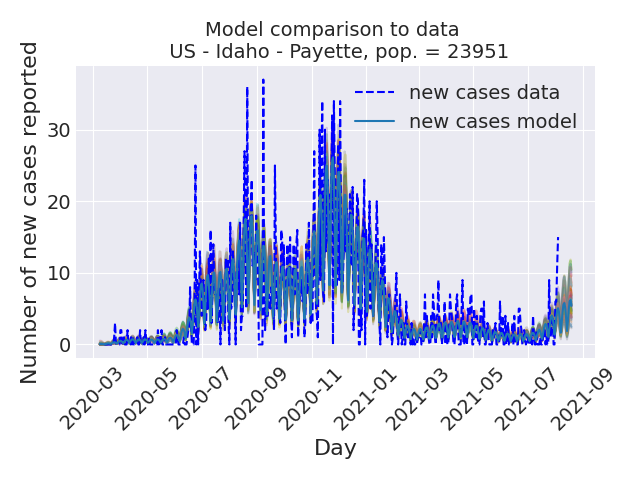 Model comparison to data
US - Idaho - Payette, pop. = 23951
Number of new cases reported
30
20
10
0
new cases data
new cases model
2020-03
2020-05
2020-07
2020-09
2020-11
2021-01
2021-03
2021-05
2021-07
2021-09
Day